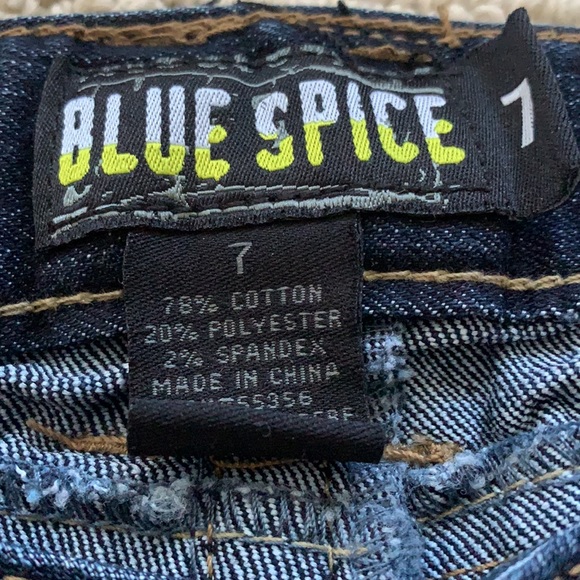 BLUE SPICE
7
7
78% COTTON
20% POLYESTER
2% SPANDEX
MADE IN CHINA